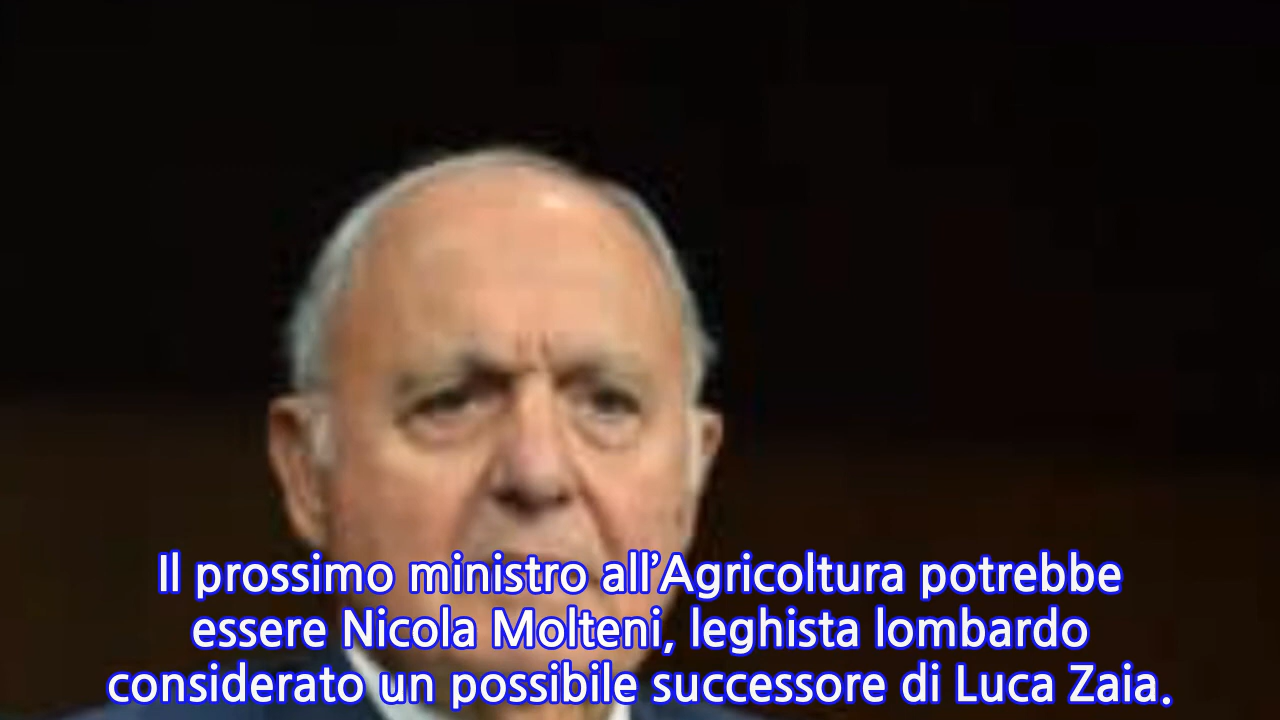 Il prossimo ministro all’Agricoltura potrebbe
essere Nicola Molteni, leghista lombardo
considerato un possibile successore di Luca Zaia.